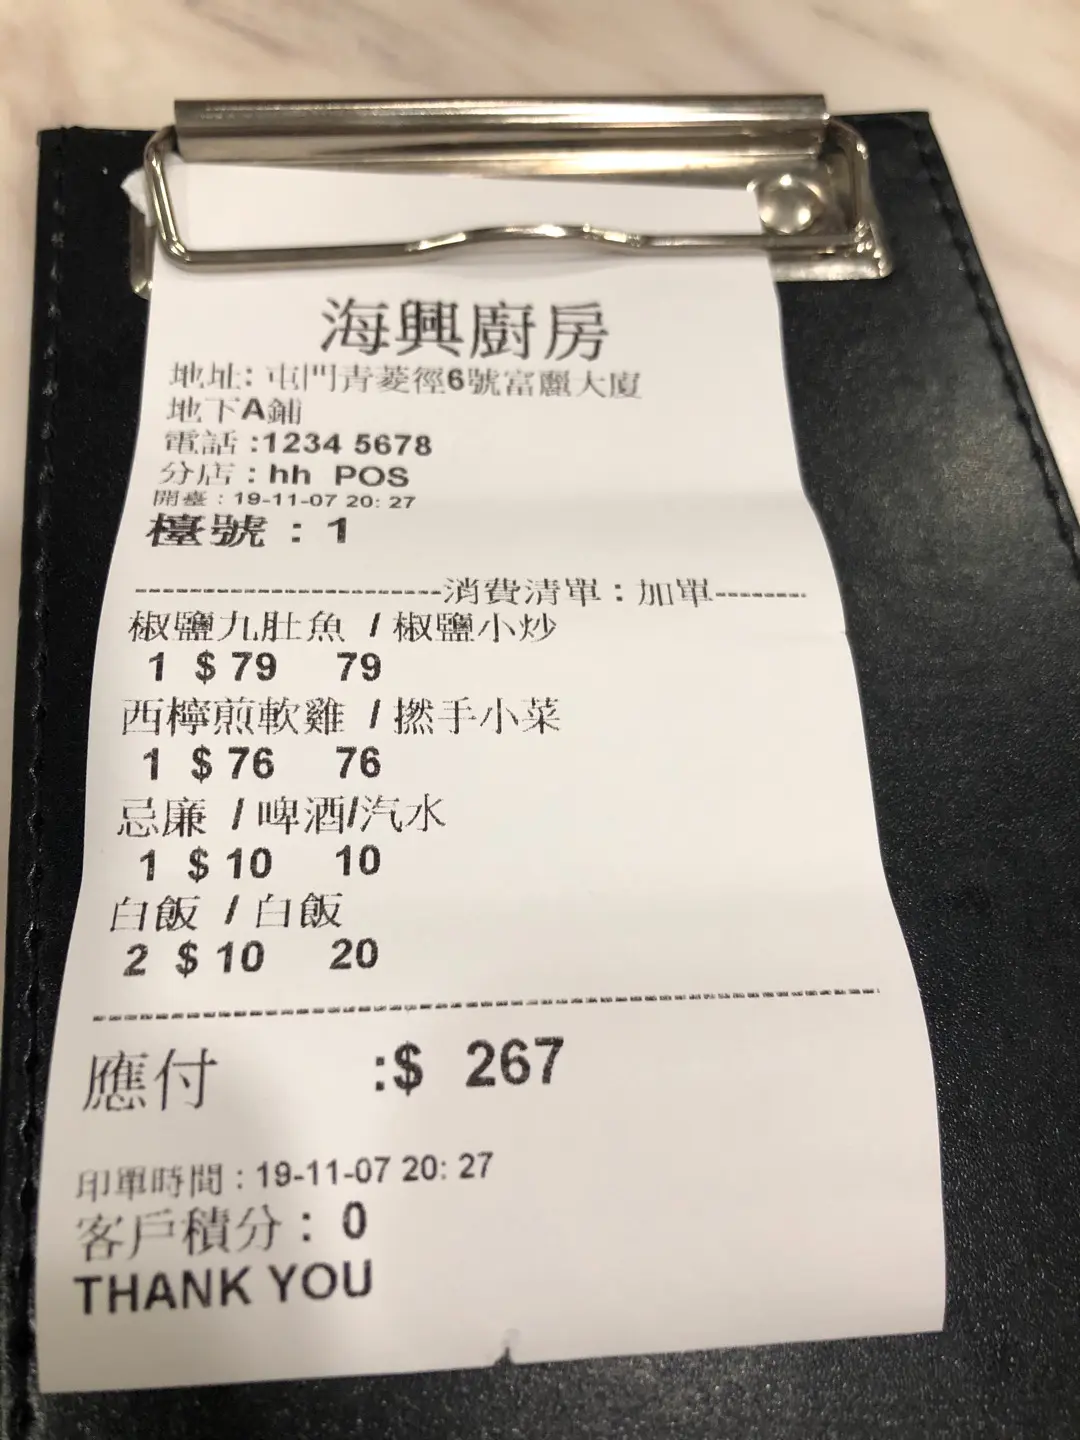 海興廚房
地址: 屯門青菱徑6號富麗大廈
地下A鋪
電話 :1234 5678
分店 : hh POS
開臺 : 19-11-07 20: 27
檯號 : 1
-----------------------消費清單 : 加單-------
椒鹽九肚魚 / 椒鹽小炒
1 $ 79 79
西檸煎軟雞 / 撚手小菜
1 $ 76 76
忌廉 / 啤酒/汽水
1 $ 10 10
白飯 / 白飯
2 $ 10 20
應付 :$ 267
印單時間 : 19-11-07 20: 27
客戶積分 : 0
THANK YOU